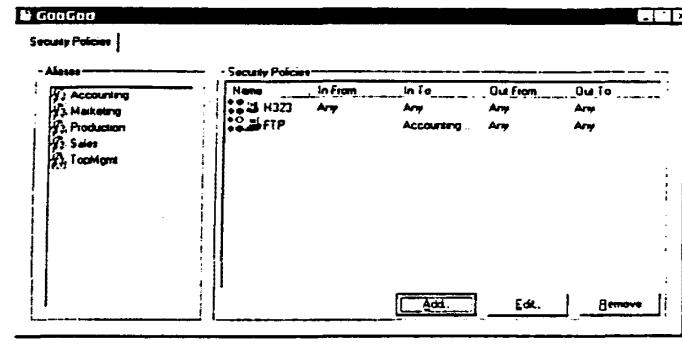 GooGoo
Security Policies
Aliases
Accounting
Marketing
Production
Sales
TopMgmt
Security Policies
Name In From In To Out From Out To
H323 Any Any Any Any
FTP Accounting .. Any Any
Add..
Edit..
Remove